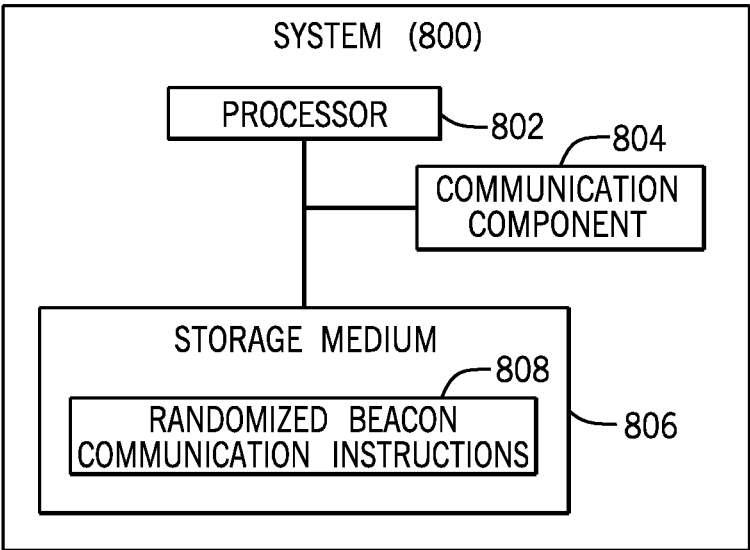 SYSTEM (800)
PROCESSOR
802
804
COMMUNICATION
COMPONENT
STORAGE MEDIUM
808
RANDOMIZED BEACON
COMMUNICATION INSTRUCTIONS
806